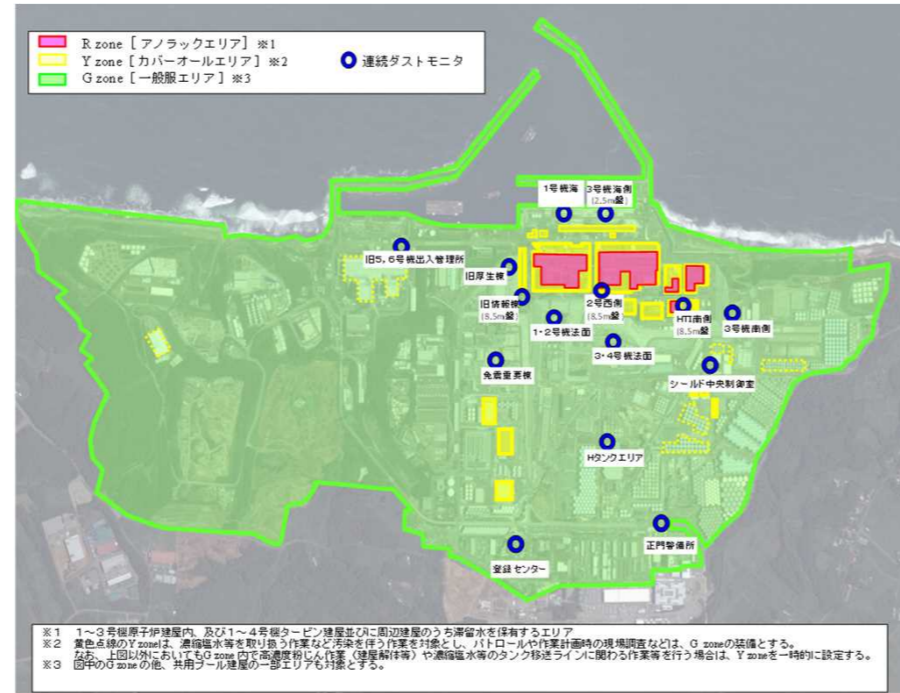 R zone [アノラックエリア] ※1
Y zone [カバーオールエリア] ※2
G zone [一般服エリア] ※3
連続ダストモニタ
1号機海
3号機海側
(2.5m盤)
旧5,6号機出入管理所
旧厚生棟
旧情報棟
(8.5m盤)
2号西側
(8.5m盤)
HTI南側
(8.5m盤)
3号機南側
1・2号機法面
3・4号機法面
免震重要棟
シールド中央制御室
Hタンクエリア
正門警備所
登録センター
※1 1～3号機原子炉建屋内、及び1～4号機タービン建屋並びに周辺建屋のうち滞留水を保有するエリア
※2 黄色点線のY zoneは、濃縮塩水等を取り扱う作業など汚染を伴う作業を対象とし、パトロールや作業計画時の現場調査などは、G zoneの装備とする。
なお、上図以外においてもG zone内で高濃度粉じん作業（建屋解体等）や濃縮塩水等のタンク移送ラインに関わる作業等を行う場合は、Y zoneを一時的に設定する。
※3 図中のG zoneの他、共用プール建屋の一部エリアも対象とする。